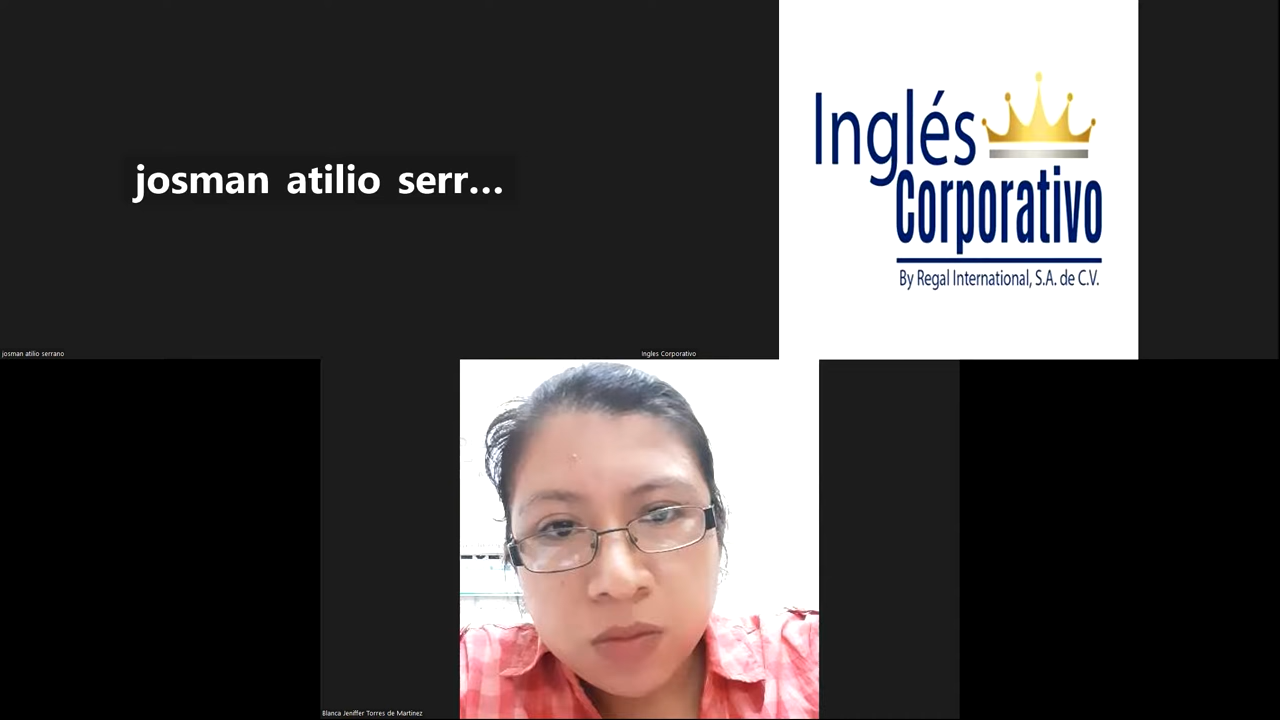 josman atilio serr...
Inglés
Corporativo
By Regal International, S.A. de C.V.
josman atilio serrano
Ingles Corporativo
Blanca Jeniffer Torres de Martinez